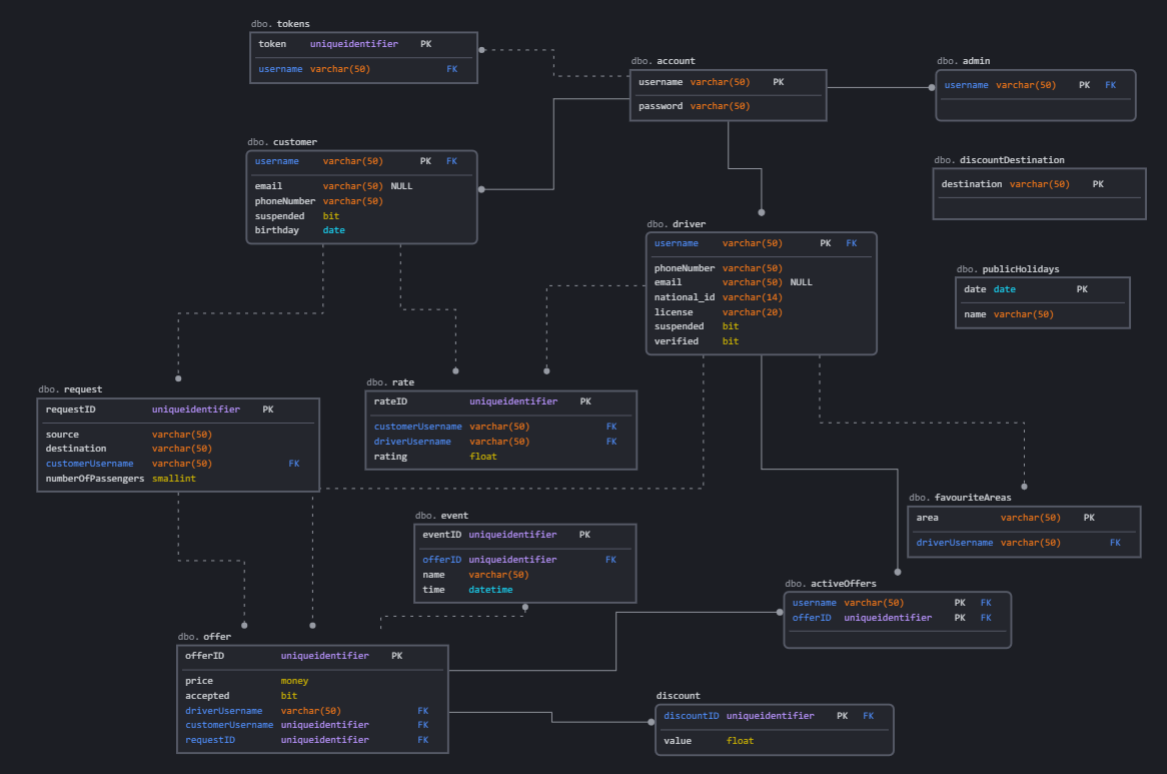 dbo. tokens
token uniqueidentifier PK
username varchar(50) FK
dbo. account
username varchar(50) PK
password varchar(50)
dbo. admin
username varchar(50) PK FK
dbo. customer
username varchar(50) PK FK
email varchar(50) NULL
phoneNumber varchar(50)
suspended bit
birthday date
dbo. discountDestination
destination varchar(50) PK
dbo. driver
username varchar(50) PK FK
phoneNumber varchar(50)
email varchar(50) NULL
national_id varchar(14)
license varchar(20)
suspended bit
verified bit
dbo. publicHolidays
date date PK
name varchar(50)
dbo. request
requestID uniqueidentifier PK
source varchar(50)
destination varchar(50)
customerUsername varchar(50) FK
numberOfPassengers smallint
dbo. rate
rateID uniqueidentifier PK
customerUsername varchar(50) FK
driverUsername varchar(50) FK
rating float
dbo. favouriteAreas
area varchar(50) PK
driverUsername varchar(50) FK
dbo. event
eventID uniqueidentifier PK
offerID uniqueidentifier FK
name varchar(50)
time datetime
dbo. activeOffers
username varchar(50) PK FK
offerID uniqueidentifier PK FK
dbo. offer
offerID uniqueidentifier PK
price money
accepted bit
driverUsername varchar(50) FK
customerUsername uniqueidentifier FK
requestID uniqueidentifier FK
discount
discountID uniqueidentifier PK FK
value float